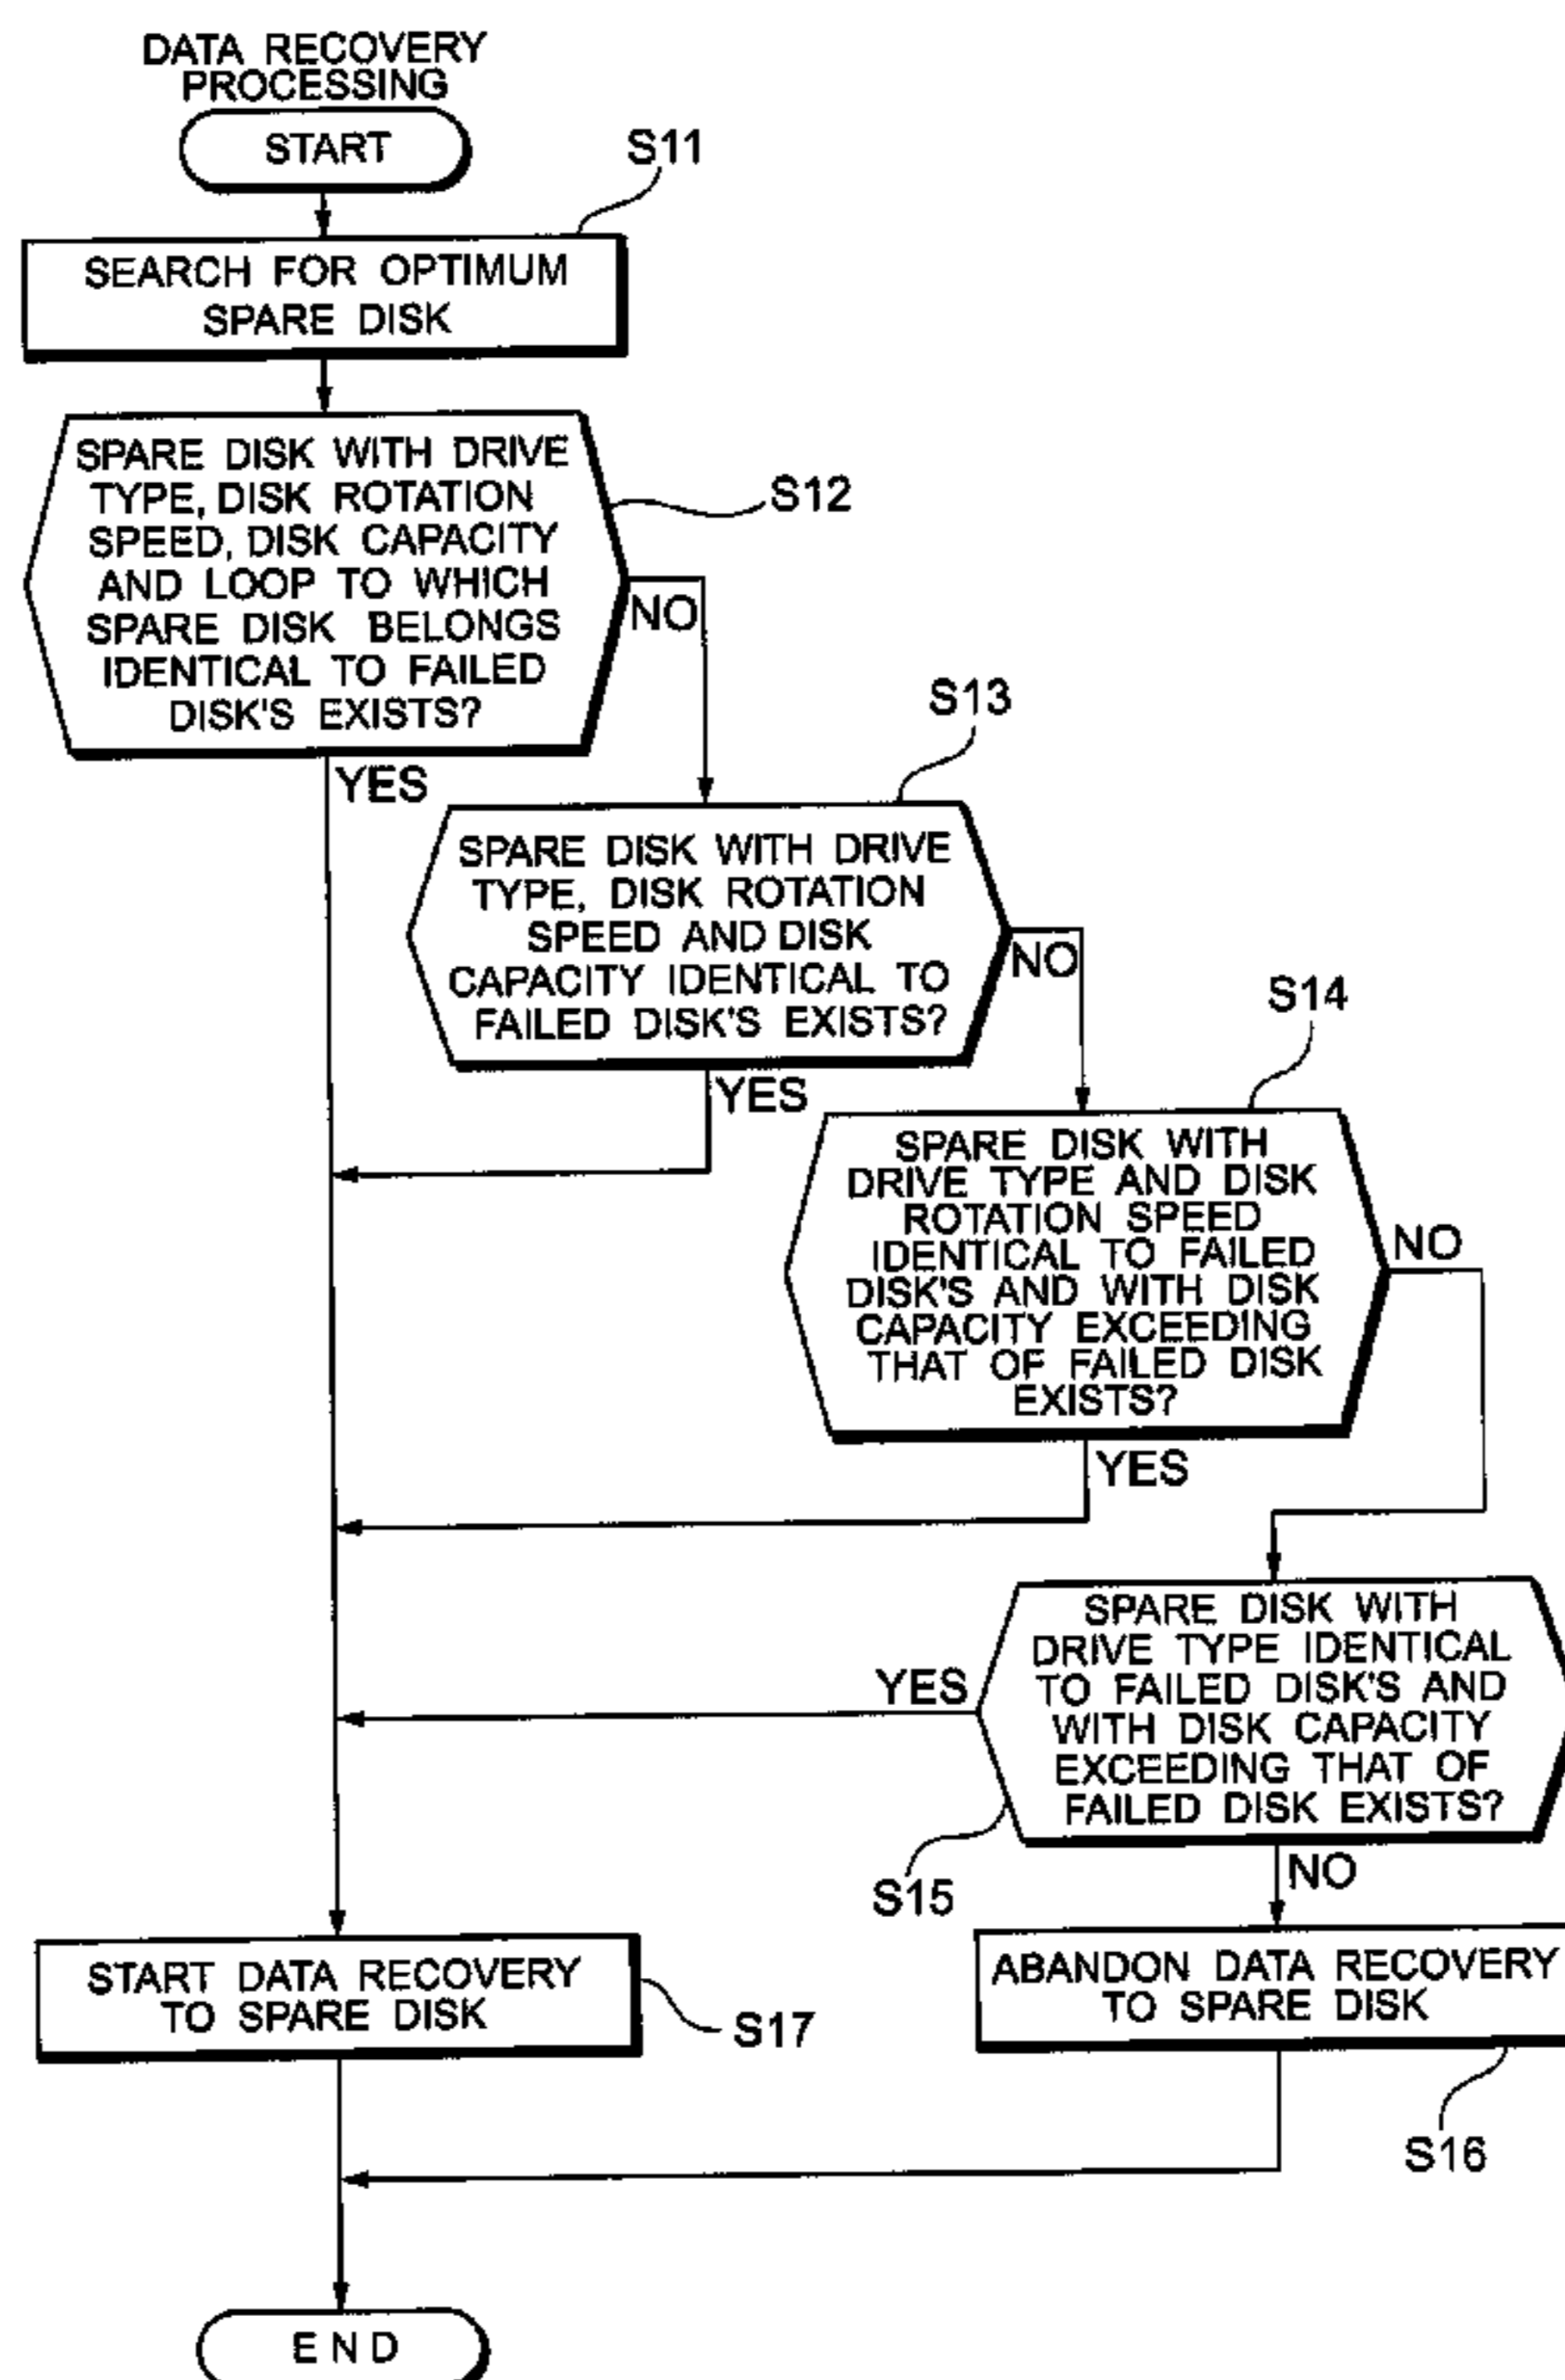 DATA RECOVERY
PROCESSING
START
S11
SEARCH FOR OPTIMUM
SPARE DISK
SPARE DISK WITH DRIVE
TYPE, DISK ROTATION
SPEED, DISK CAPACITY
AND LOOP TO WHICH
SPARE DISK BELONGS
IDENTICAL TO FAILED
DISK'S EXISTS?
S12
NO
YES
S13
SPARE DISK WITH DRIVE
TYPE, DISK ROTATION
SPEED AND DISK
CAPACITY IDENTICAL TO
FAILED DISK'S EXISTS?
NO
YES
S14
SPARE DISK WITH
DRIVE TYPE AND DISK
ROTATION SPEED
IDENTICAL TO FAILED
DISK'S AND WITH DISK
CAPACITY EXCEEDING
THAT OF FAILED DISK
EXISTS?
NO
YES
SPARE DISK WITH
DRIVE TYPE IDENTICAL
TO FAILED DISK'S AND
WITH DISK CAPACITY
EXCEEDING THAT OF
FAILED DISK EXISTS?
YES
S15
NO
START DATA RECOVERY
TO SPARE DISK
S17
ABANDON DATA RECOVERY
TO SPARE DISK
S16
END